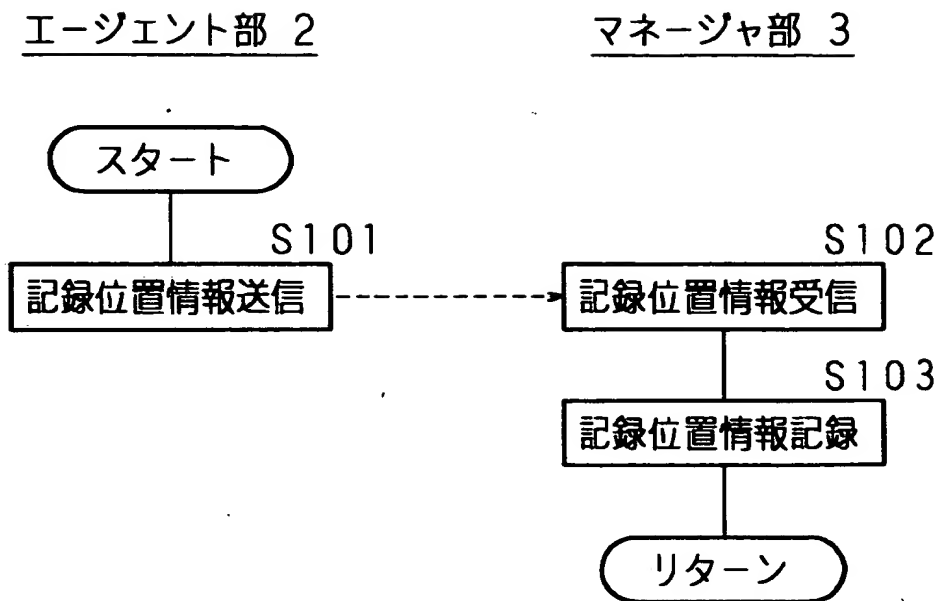 エージェント部 2
マネージャ部 3
スタート
S101
記録位置情報送信
S102
記録位置情報受信
S103
記録位置情報記録
リターン